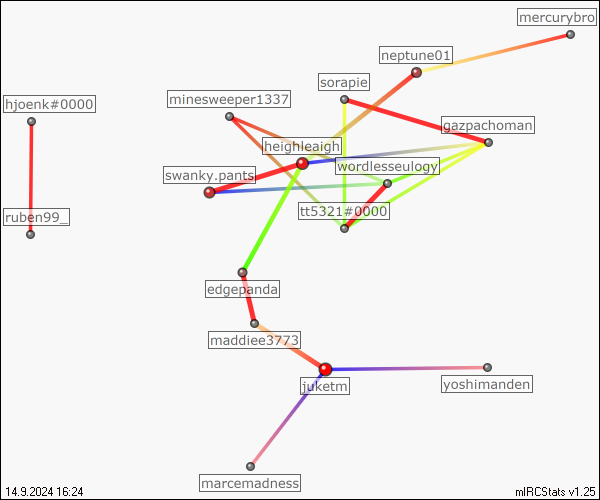 mercurybro
neptune01
sorapie
minesweeper1337
hjoenk#0000
gazpachoman
heighleaigh
wordlesseulogy
swanky.pants
tt5321#0000
ruben99_
edgepanda
maddiee3773
juketm
yoshimanden
marcemadness
14.9.2024 16:24
mIRCStats v1.25